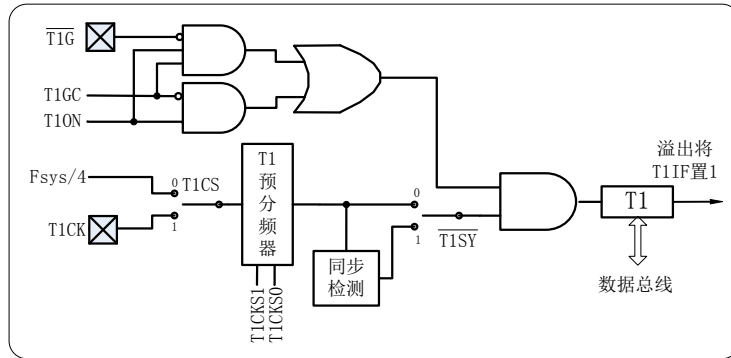 T1G
T1GC
T1ON
Fsys/4
T1CK
0
T1CS
1
T1
预
分
频
器
T1CKS1
T1CKS0
同步
检测
0
1
T1SY
溢出将
T1IF置1
T1
数据总线